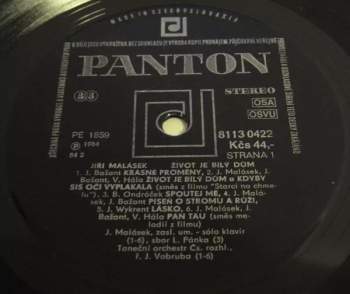 MADE IN CZECHOSLOVAKIA
PANTON
33
STEREO
OSA
OSVU
PE 1859
8113 0422
Ⓟ 1984
Kčs 44,-
84 2
STRANA 1
JIŘÍ MALÁSEK ŽIVOT JE BÍLÝ DŮM
1. J. Bažant KRÁSNÉ PROMĚNY, 2. J. Malásek, J.
Bažant, V. Hála ŽIVOT JE BÍLÝ DŮM a KDYBY
SIS OČI VYPLAKALA (směs z filmu "Starci na chme-
lu"), 3. B. Ondráček SPOUTEJ MĚ, 4. J. Malá-
sek, J. Bažant PÍSEŇ O STROMU A RŮŽI,
5. J. Wykrent LÁSKO, 6. J. Malásek, J.
Bažant, V. Hála PAN TAU (směs me-
lodií z filmu)
J. Malásek, zasl. um. - sólo klavír
(1-6), sbor L. Pánka (3)
Taneční orchestr Čs. rozhl.,
ř. J. Vobruba (1-6)